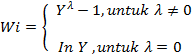 Wi = { Y^λ − 1, untuk λ ≠ 0
In Y , untuk λ = 0